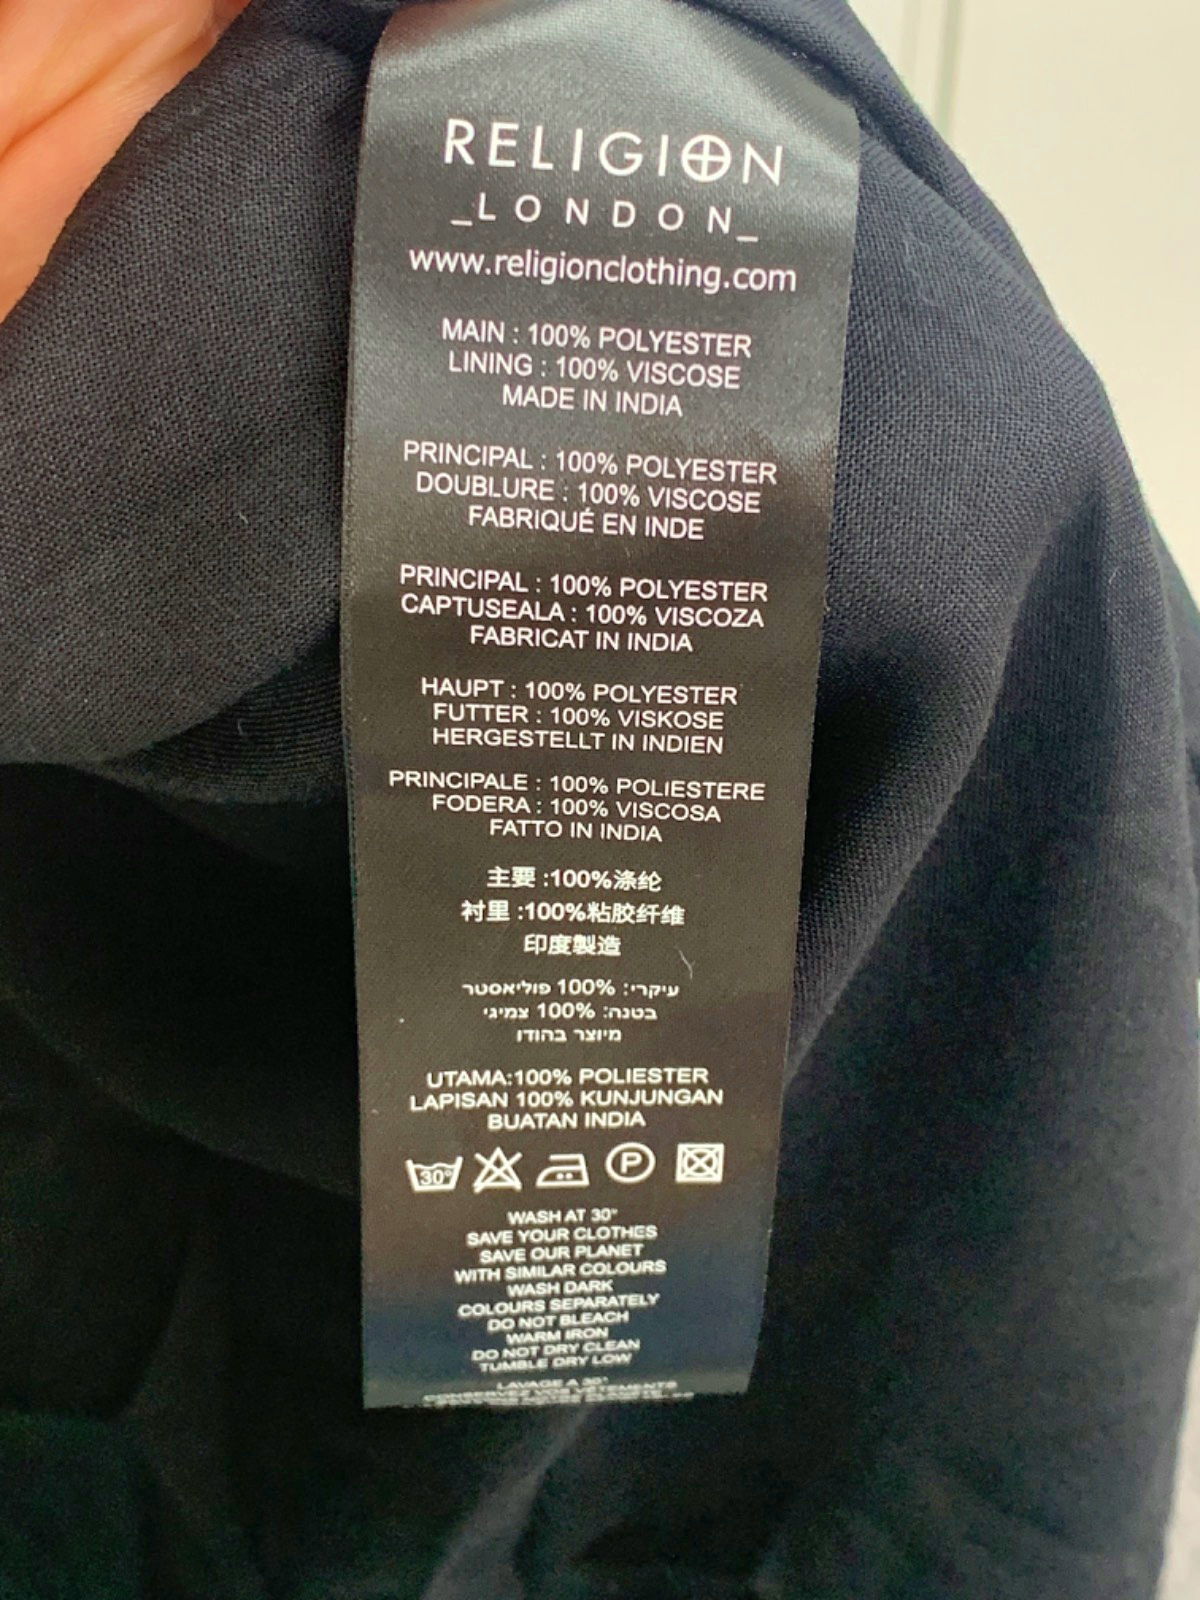 RELIGION
_LONDON_
www.religionclothing.com
MAIN : 100% POLYESTER
LINING : 100% VISCOSE
MADE IN INDIA
PRINCIPAL : 100% POLYESTER
DOUBLURE : 100% VISCOSE
FABRIQUÉ EN INDE
PRINCIPAL : 100% POLYESTER
CAPTUSEALA : 100% VISCOZA
FABRICAT IN INDIA
HAUPT : 100% POLYESTER
FUTTER : 100% VISKOSE
HERGESTELLT IN INDIEN
PRINCIPALE : 100% POLIESTERE
FODERA : 100% VISCOSA
FATTO IN INDIA
主要 :100%涤纶
衬里 :100%粘胶纤维
印度製造
עיקרי: 100% פוליאסטר
בטנה: 100% צמיגי
מיוצר בהודו
UTAMA:100% POLIESTER
LAPISAN 100% KUNJUNGAN
BUATAN INDIA
30° P
WASH AT 30°
SAVE YOUR CLOTHES
SAVE OUR PLANET
WITH SIMILAR COLOURS
WASH DARK
COLOURS SEPARATELY
DO NOT BLEACH
WARM IRON
DO NOT DRY CLEAN
TUMBLE DRY LOW
LAVAGE A 30°
CONSERVEZ VOS VÊTEMENTS